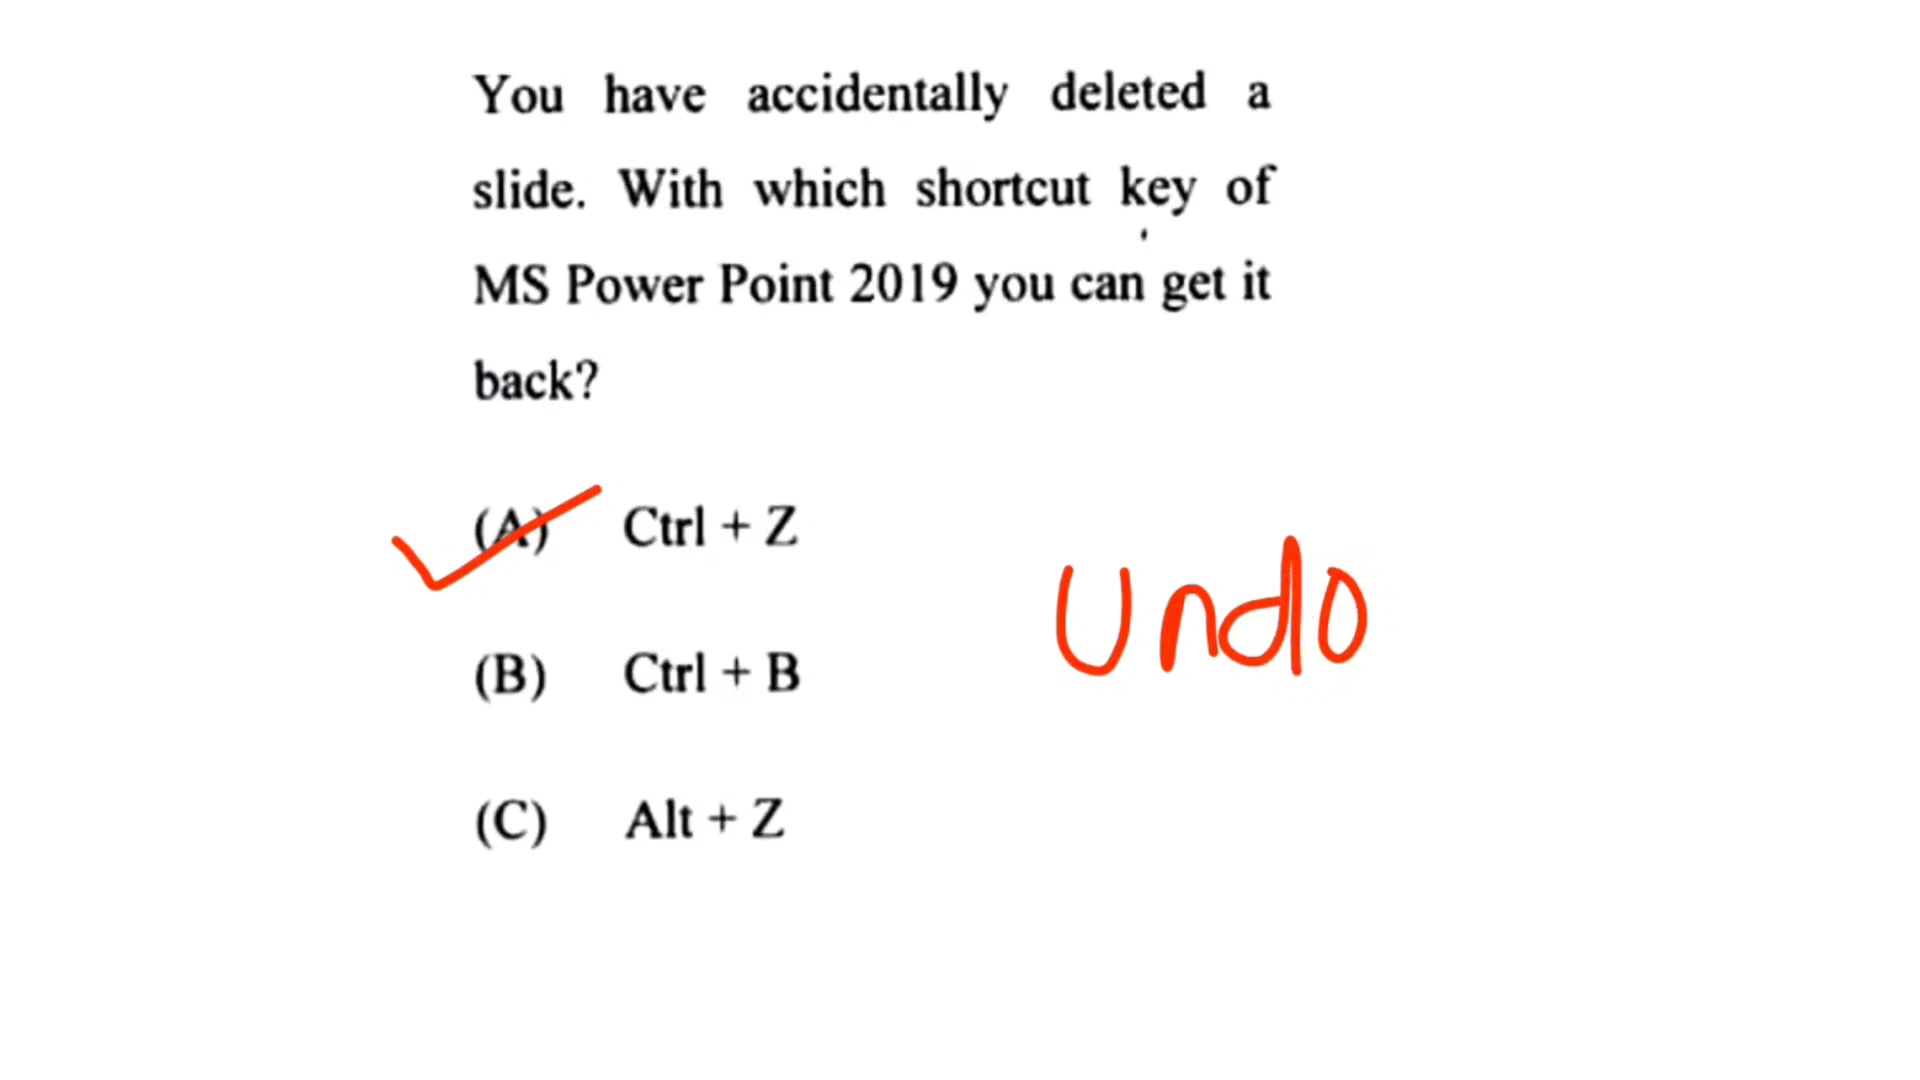 You have accidentally deleted a
slide. With which shortcut key of
MS Power Point 2019 you can get it
back?
(A) Ctrl + Z
Undo
(B) Ctrl + B
(C) Alt + Z